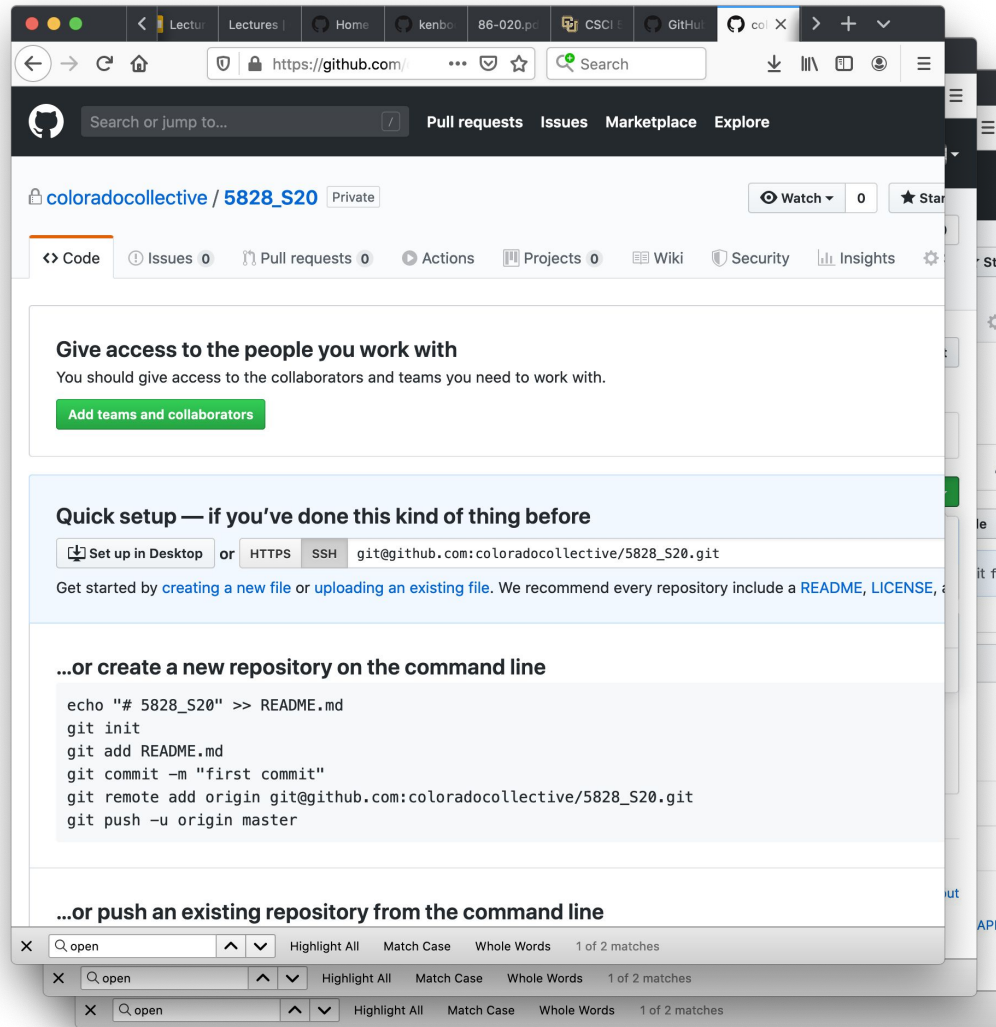 Lectur Lectures | Home kenbo 86-020.pd CSCI 5 GitHu col
https://github.com/ Search
Search or jump to... / Pull requests Issues Marketplace Explore
coloradocollective / 5828_S20 Private Watch 0 Star
Code Issues 0 Pull requests 0 Actions Projects 0 Wiki Security Insights
Give access to the people you work with
You should give access to the collaborators and teams you need to work with.
Add teams and collaborators
Quick setup — if you’ve done this kind of thing before
Set up in Desktop or HTTPS SSH git@github.com:coloradocollective/5828_S20.git
Get started by creating a new file or uploading an existing file. We recommend every repository include a README, LICENSE,
...or create a new repository on the command line
echo "# 5828_S20" >> README.md
git init
git add README.md
git commit -m "first commit"
git remote add origin git@github.com:coloradocollective/5828_S20.git
git push -u origin master
...or push an existing repository from the command line
open Highlight All Match Case Whole Words 1 of 2 matches
open Highlight All Match Case Whole Words 1 of 2 matches
open Highlight All Match Case Whole Words 1 of 2 matches